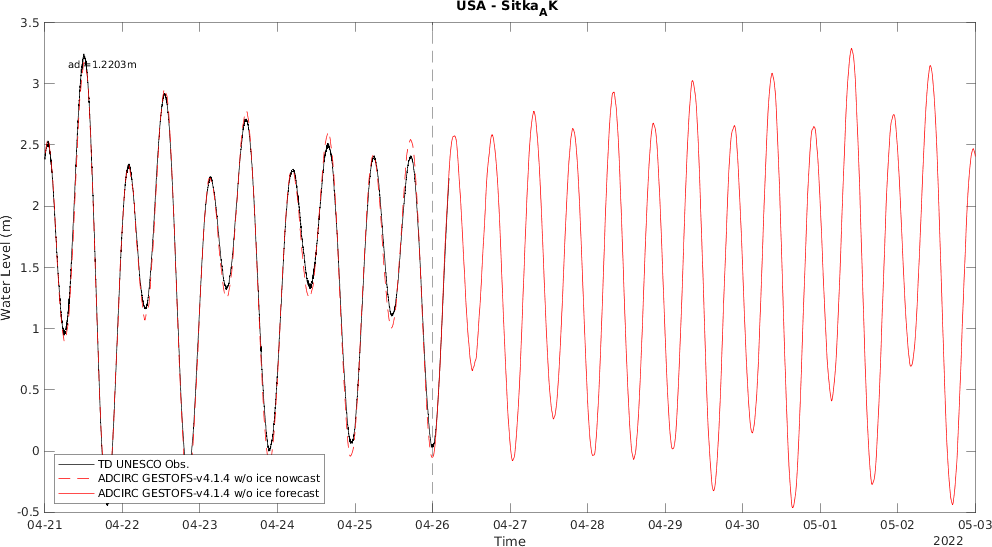 USA - Sitka_AK
adj=1.2203m
3.5
3
2.5
2
1.5
1
0.5
0
-0.5
Water Level (m)
TD UNESCO Obs.
ADCIRC GESTOFS-v4.1.4 w/o ice nowcast
ADCIRC GESTOFS-v4.1.4 w/o ice forecast
04-21 04-22 04-23 04-24 04-25 04-26 04-27 04-28 04-29 04-30 05-01 05-02 05-03
Time
2022